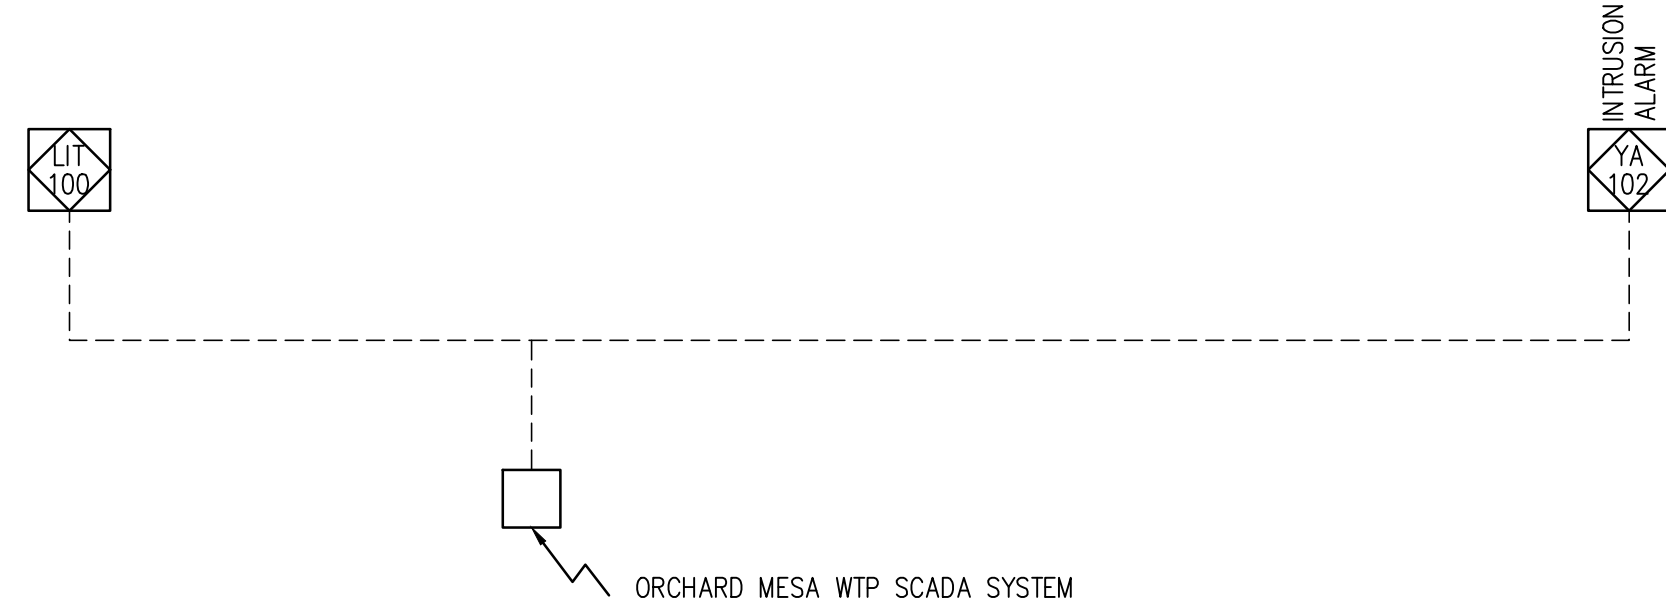 INTRUSION
ALARM
LIT
100
YA
102
ORCHARD MESA WTP SCADA SYSTEM